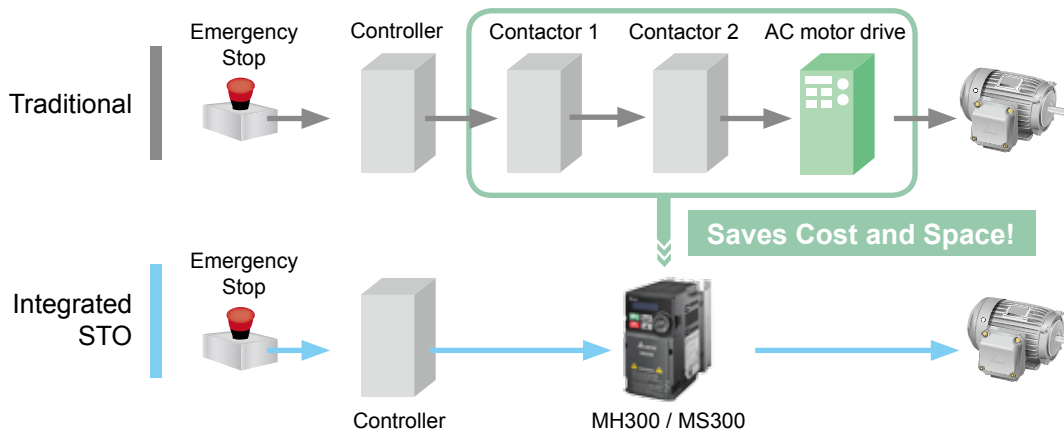 Emergency
Stop
Controller
Contactor 1
Contactor 2
AC motor drive
Traditional
Saves Cost and Space!
Emergency
Stop
Integrated
STO
Controller
MH300 / MS300